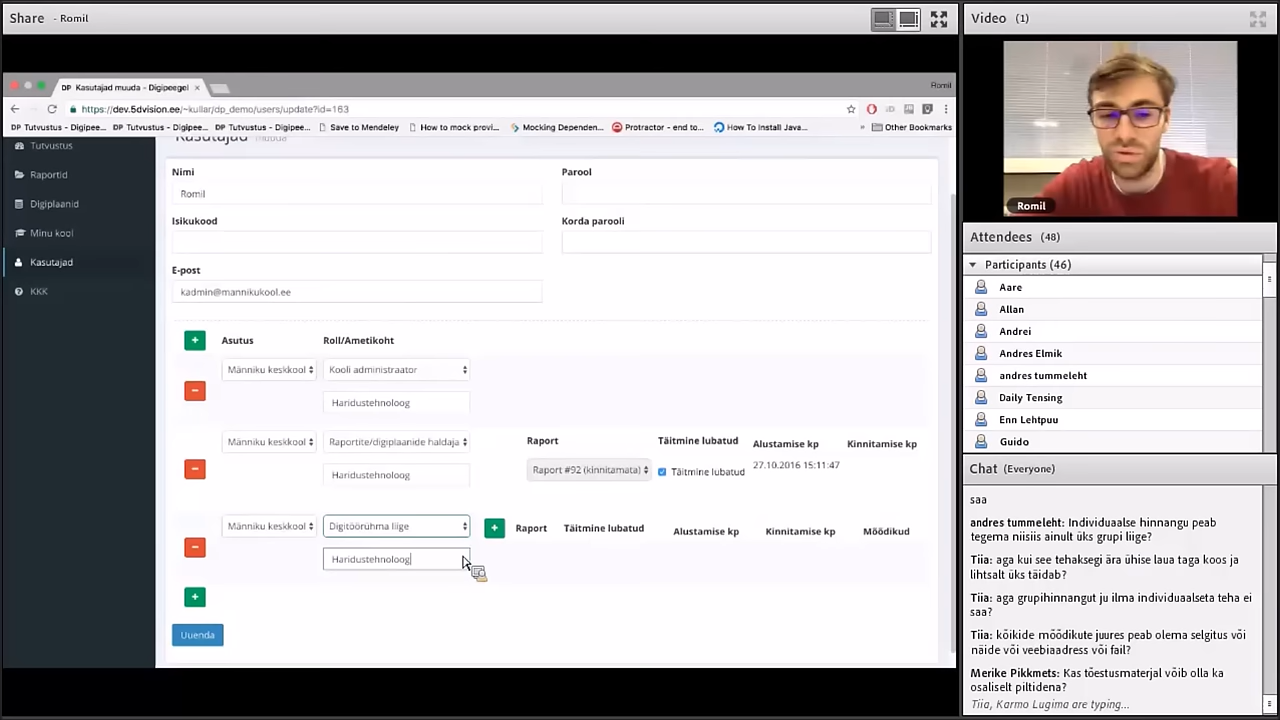 Share - Romil
DP Kasutajad muuda - Digipeegel ×
Romil
https://dev.5dvision.ee/~kullar/dp_demo/users/update?id=163
DP Tutvustus - Digipee... DP Tutvustus - Digipee... DP Tutvustus - Digipee... Save to Mendeley How to mock provi... Mocking Dependen... Protractor - end to... How To Install Java... » Other Bookmarks
Kasutajad Muuda
Tutvustus
Raportid
Digiplaanid
Minu kool
Kasutajad
KKK
Nimi
Parool
Romil
Isikukood
Korda parooli
E-post
kadmin@mannikukool.ee
+ Asutus Roll/Ametikoht
Männiku keskkool Kooli administraator
−
Haridustehnoloog
Männiku keskkool Raportite/digiplaanide haldaja
Raport Täitmine lubatud Alustamise kp Kinnitamise kp
−
Haridustehnoloog
Raport #92 (kinnitamata) Täitmine lubatud 27.10.2016 15:11:47
Männiku keskkool Digitöörühma liige + Raport Täitmine lubatud Alustamise kp Kinnitamise kp Möödikud
−
Haridustehnoloog
+
Uuenda
Video (1)
Romil
Attendees (48)
Participants (46)
Aare
Allan
Andrei
Andres Elmik
andres tummeleht
Daily Tensing
Enn Lehtpuu
Guido
Chat (Everyone)
saa
andres tummeleht: Individuaalse hinnangu peab
tegema niisiis ainult üks grupi liige?
Tiia: aga kui see tehaksegi ära ühise laua taga koos ja
lihtsalt üks täidab?
Tiia: aga grupihinnangut ju ilma individuaalseta teha ei
saa?
Tiia: kõikide mõõdikute juures peab olema selgitus või
näide või veebiaadress või fail?
Merike Pikkmets: Kas tõestusmaterjal võib olla ka
osaliselt piltidena?
Tiia, Karmo Lugima are typing...